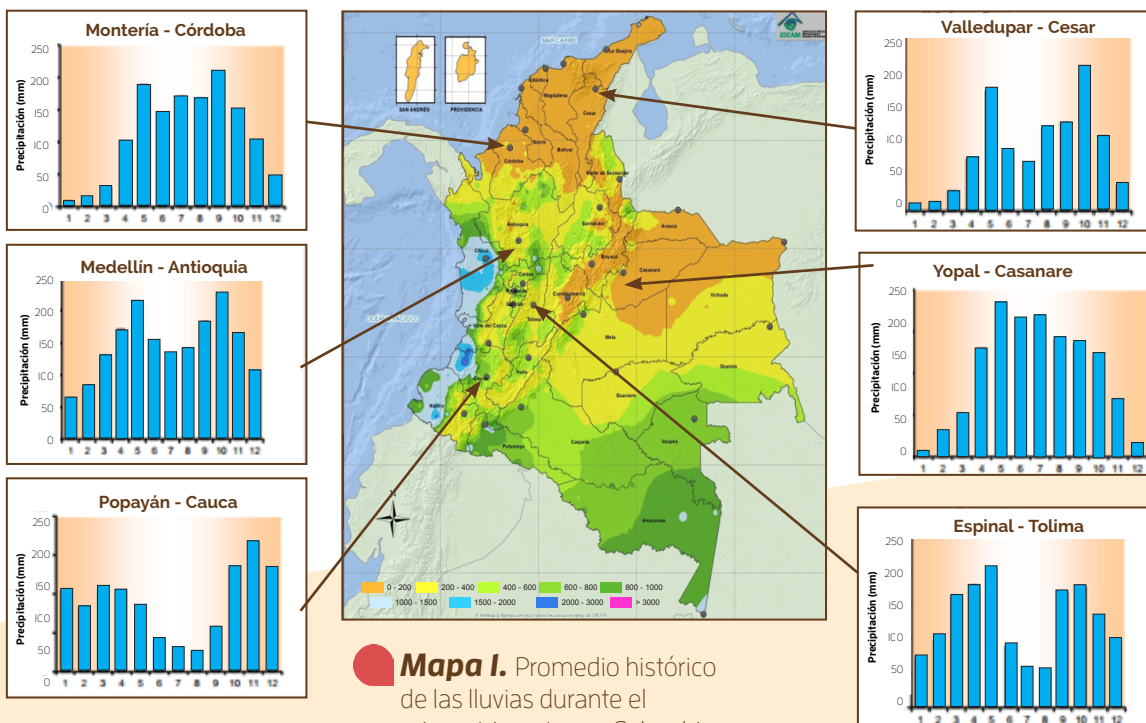 Montería - Córdoba
Precipitación (mm)
250
200
150
IC0
50
0
1 2 3 4 5 6 7 8 9 10 11 12
Medellín - Antioquia
Precipitación (mm)
250
200
150
IC0
50
0
1 2 3 4 5 6 7 8 9 10 11 12
Popayán - Cauca
Precipitación (mm)
250
200
150
IC0
50
0
1 2 3 4 5 6 7 8 9 10 11 12
IDEAM
MAR CARIBE
SAN ANDRÉS
PROVIDENCIA
La Guajira
Atlántica
Magdalena
Cesar
Sucre
Bolívar
Córdoba
Norte de Santander
Antioquia
Santander
Arauca
Chocó
Boyacá
Casanare
Caldas
Cundinamarca
Vichada
OCÉANO PACÍFICO
Tolima
Valle del Cauca
Meta
Huila
Guainía
Guaviare
Nariño
Caquetá
Vaupés
Putumayo
Amazonas
0 - 200
200 - 400
400 - 600
600 - 800
800 - 1000
1000 - 1500
1500 - 2000
2000 - 3000
> 3000
Valledupar - Cesar
Precipitación (mm)
250
200
150
IC0
50
0
1 2 3 4 5 6 7 8 9 10 11 12
Yopal - Casanare
Precipitación (mm)
250
200
150
IC0
50
0
1 2 3 4 5 6 7 8 9 10 11 12
Espinal - Tolima
Precipitación (mm)
250
200
150
IC0
50
0
1 2 3 4 5 6 7 8 9 10 11 12
Mapa I. Promedio histórico
de las lluvias durante el